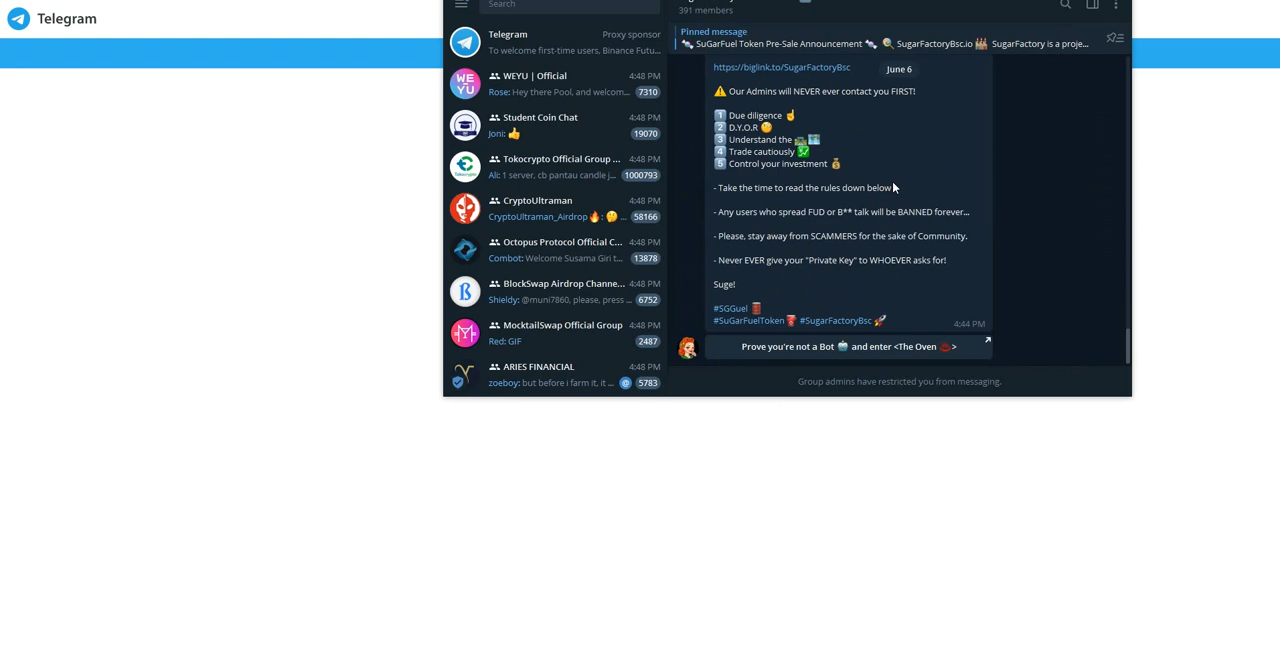 Telegram
Search
391 members
Telegram
Proxy sponsor
To welcome first-time users, Binance Futu...
WEYU | Official
4:48 PM
Rose: Hey there Pool, and welcom...
7310
Student Coin Chat
4:48 PM
Joni: 👍
19070
Tokocrypto Official Group ...
4:48 PM
Ali: 1 server, cb pantau candle j...
1000793
CryptoUltraman
4:48 PM
CryptoUltraman_Airdrop🔥: 🤔 ...
58166
Octopus Protocol Official C...
4:48 PM
Combot: Welcome Susama Giri t...
13878
BlockSwap Airdrop Channe...
4:48 PM
Shieldy: @muni7860, please, press ...
6752
MocktailSwap Official Group
4:48 PM
Red: GIF
2487
ARIES FINANCIAL
4:48 PM
zoeboy: but before i farm it, it ...
@ 5783
Pinned message
🍬 SuGarFuel Token Pre-Sale Announcement 🍬 🍭 SugarFactoryBsc.io 🏭 SugarFactory is a proje...
https://biglink.to/SugarFactoryBsc
June 6
⚠️ Our Admins will NEVER ever contact you FIRST!
1️⃣ Due diligence ☝️
2️⃣ D.Y.O.R 🧐
3️⃣ Understand the 🛤🗺
4️⃣ Trade cautiously 💹
5️⃣ Control your investment 💰
- Take the time to read the rules down below
- Any users who spread FUD or B** talk will be BANNED forever...
- Please, stay away from SCAMMERS for the sake of Community.
- Never EVER give your "Private Key" to WHOEVER asks for!
Suge!
#SGGuel 🛢
#SuGarFuelToken ⛽ #SugarFactoryBsc 🚀
4:44 PM
Prove you're not a Bot 🤖 and enter <The Oven ♨️>
Group admins have restricted you from messaging.